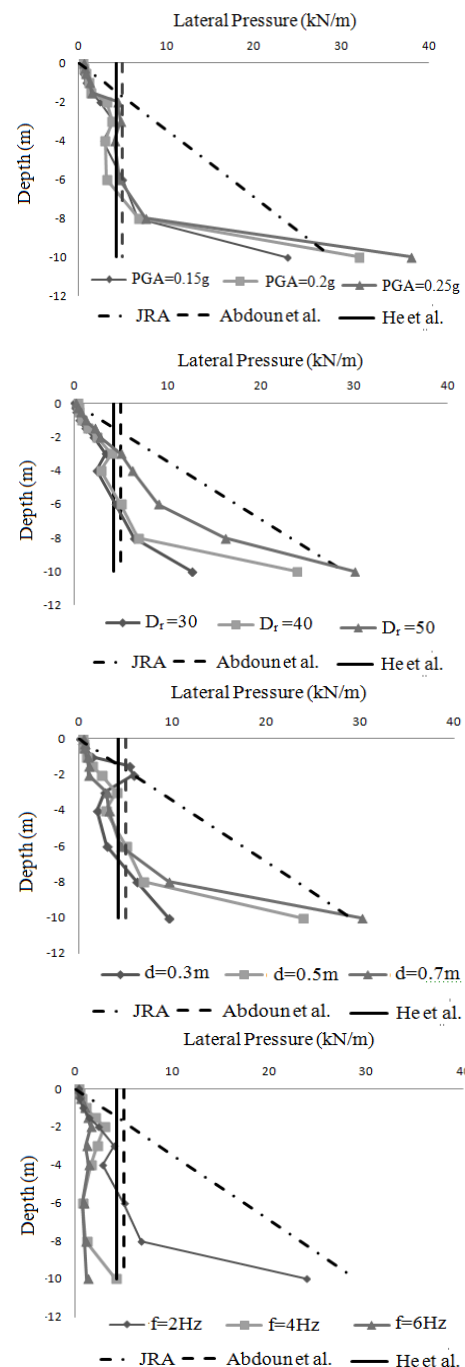 Lateral Pressure (kN/m)
0 10 20 30 40
0
-2
-4
-6
-8
-10
-12
Depth (m)
PGA=0.15g PGA=0.2g PGA=0.25g
JRA Abdoun et al. He et al.
Lateral Pressure (kN/m)
0 10 20 30 40
0
-2
-4
-6
-8
-10
-12
Depth (m)
Dr=30 Dr=40 Dr=50
JRA Abdoun et al. He et al.
Lateral Pressure (kN/m)
0 10 20 30 40
0
-2
-4
-6
-8
-10
-12
Depth (m)
d=0.3m d=0.5m d=0.7m
JRA Abdoun et al. He et al.
Lateral Pressure (kN/m)
0 10 20 30 40
0
-2
-4
-6
-8
-10
-12
Depth (m)
f=2Hz f=4Hz f=6Hz
JRA Abdoun et al. He et al.